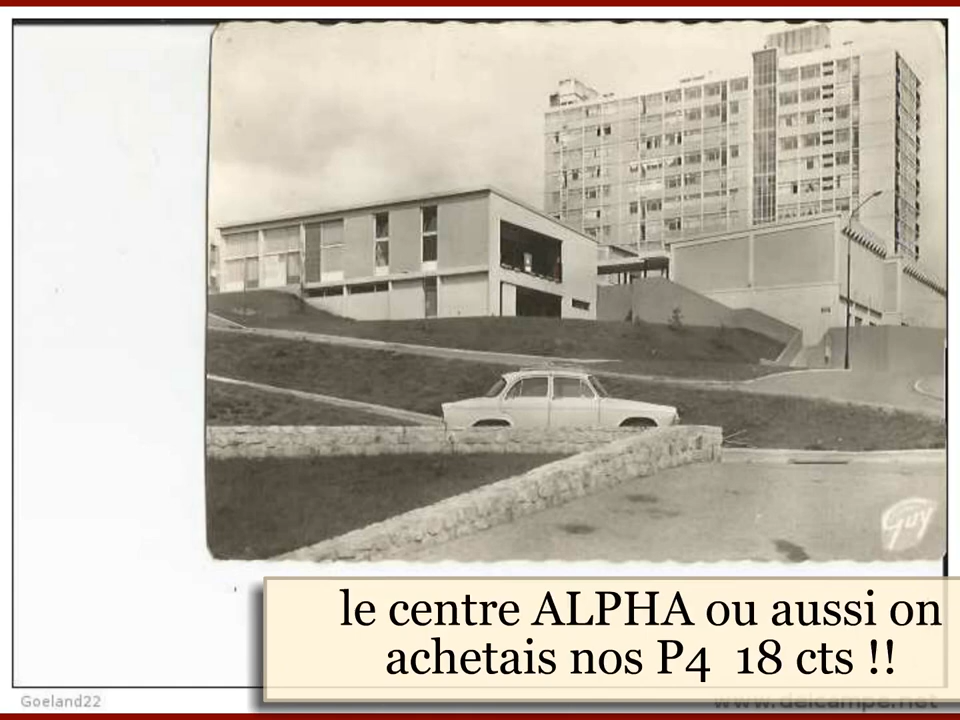 Guy
le centre ALPHA ou aussi on
achetais nos P4 18 cts !!
Goeland22
www.delcampe.net